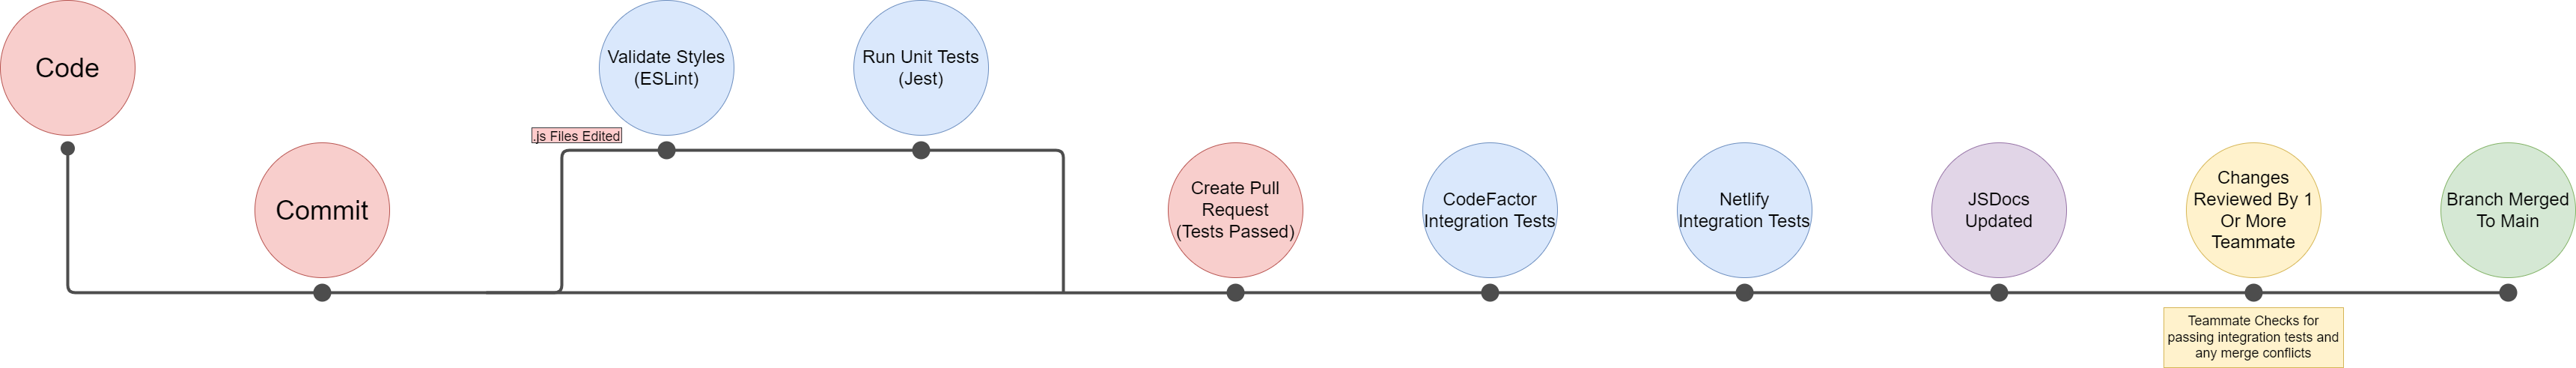 Code
Commit
.js Files Edited
Validate Styles
(ESLint)
Run Unit Tests
(Jest)
Create Pull
Request
(Tests Passed)
CodeFactor
Integration Tests
Netlify
Integration Tests
JSDocs
Updated
Changes
Reviewed By 1
Or More
Teammate
Teammate Checks for
passing integration tests and
any merge conflicts
Branch Merged
To Main